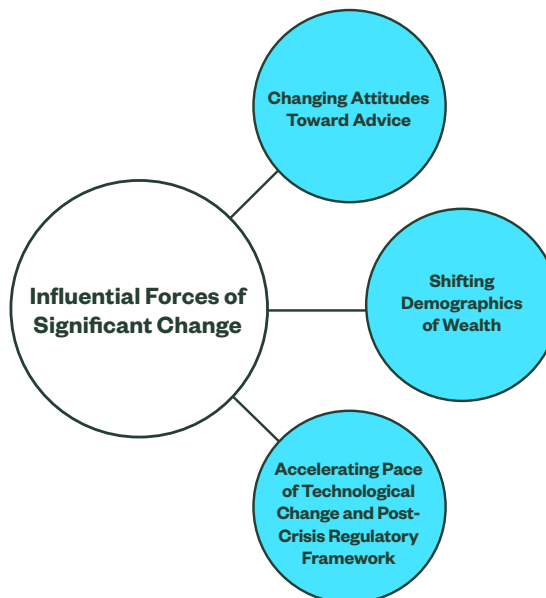 Changing Attitudes
Toward Advice
Influential Forces of
Significant Change
Shifting
Demographics
of Wealth
Accelerating Pace
of Technological
Change and Post-
Crisis Regulatory
Framework